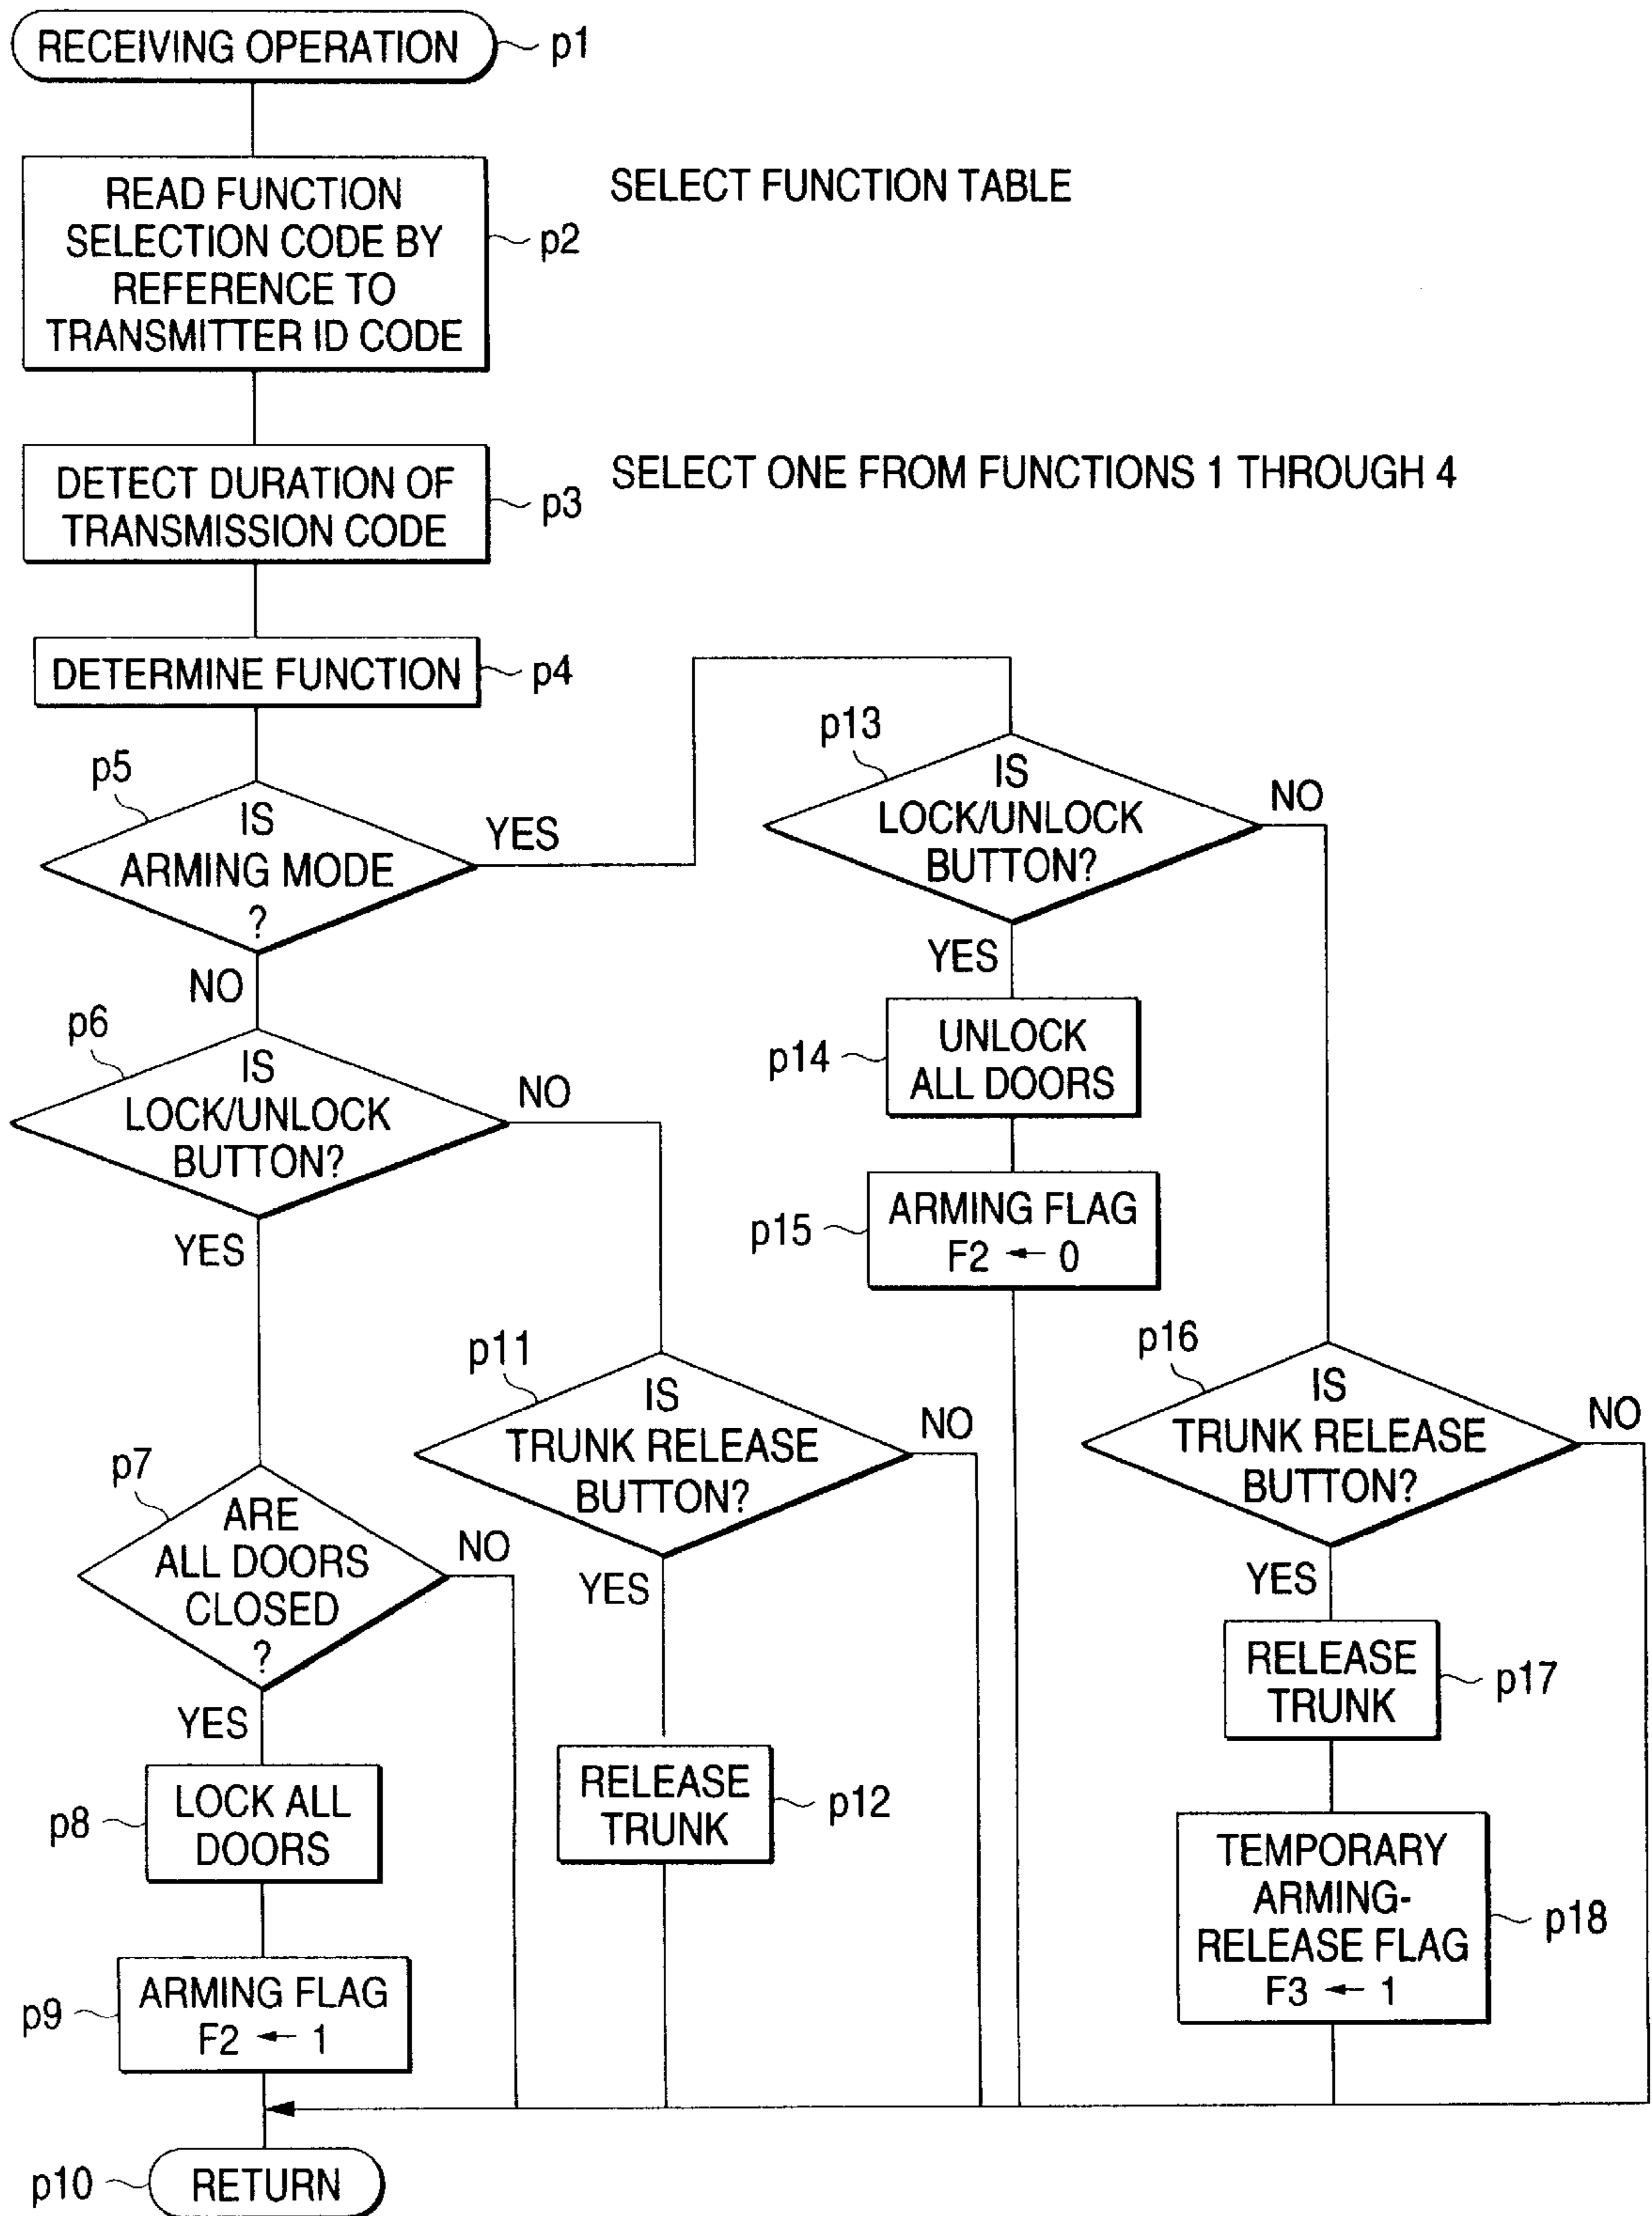 RECEIVING OPERATION
p1
READ FUNCTION
SELECTION CODE BY
REFERENCE TO
TRANSMITTER ID CODE
p2
SELECT FUNCTION TABLE
DETECT DURATION OF
TRANSMISSION CODE
p3
SELECT ONE FROM FUNCTIONS 1 THROUGH 4
DETERMINE FUNCTION
p4
p5
IS
ARMING MODE
?
YES
NO
p6
IS
LOCK/UNLOCK
BUTTON?
NO
YES
p7
ARE
ALL DOORS
CLOSED
?
NO
YES
p8
LOCK ALL
DOORS
p9
ARMING FLAG
F2 ← 1
p10
RETURN
p11
IS
TRUNK RELEASE
BUTTON?
NO
YES
RELEASE
TRUNK
p12
p13
IS
LOCK/UNLOCK
BUTTON?
NO
YES
p14
UNLOCK
ALL DOORS
p15
ARMING FLAG
F2 ← 0
p16
IS
TRUNK RELEASE
BUTTON?
NO
YES
RELEASE
TRUNK
p17
TEMPORARY
ARMING-
RELEASE FLAG
F3 ← 1
p18